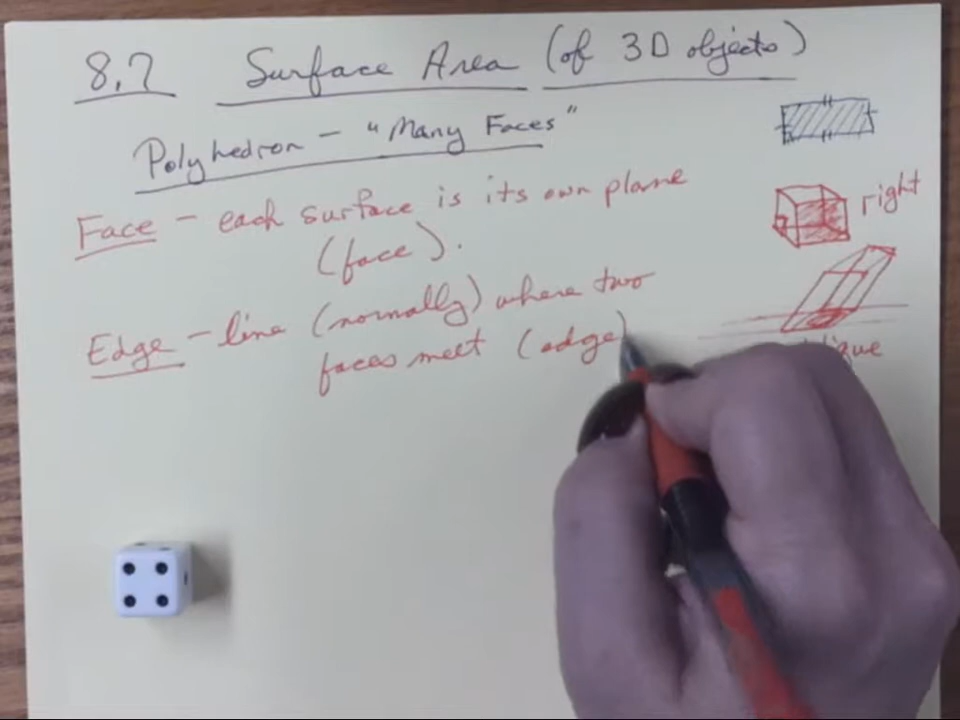 8.7 Surface Area (of 3D objects)
Polyhedron - "Many Faces"
Face - each surface is its own plane
(face).
right
Edge - line (normally) where two
faces meet (edge)